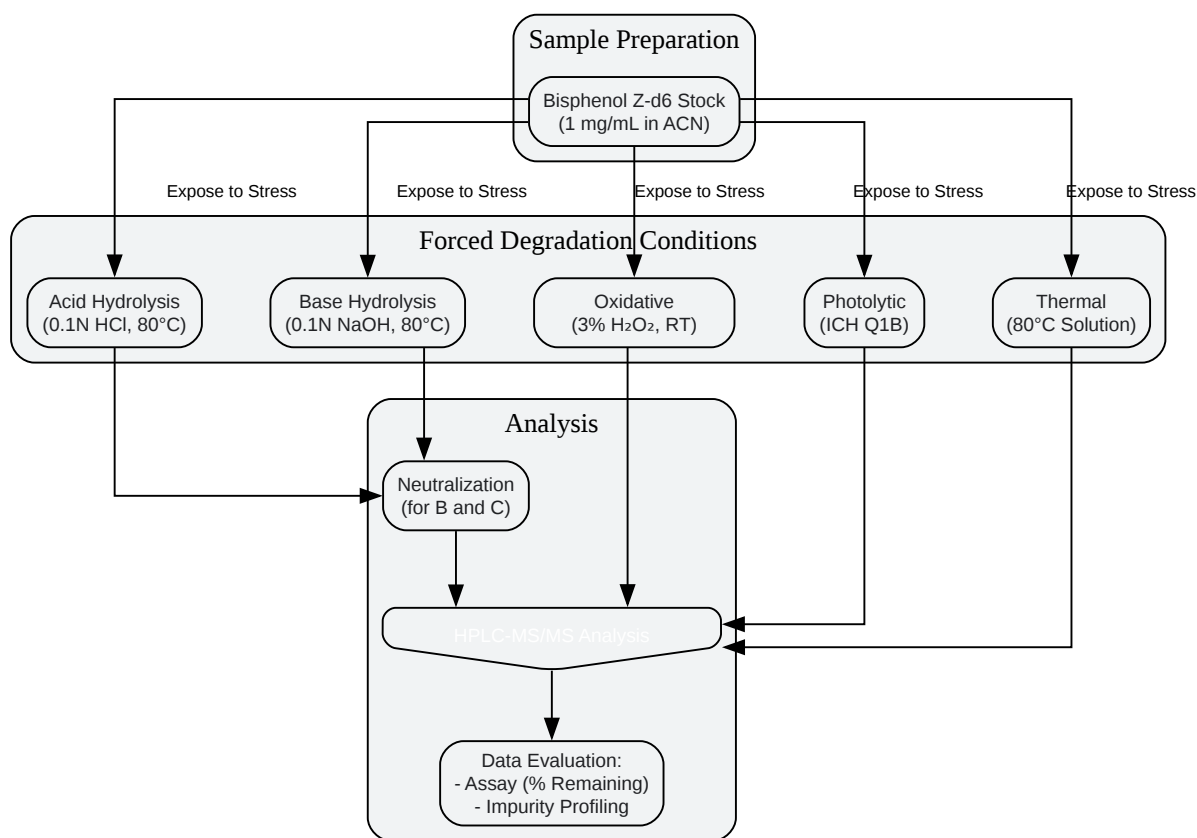 Sample Preparation
Bisphenol Z-d6 Stock
(1 mg/mL in ACN)
Expose to Stress
Expose to Stress
Expose to Stress
Expose to Stress
Expose to Stress
Forced Degradation Conditions
Acid Hydrolysis
(0.1N HCl, 80°C)
Base Hydrolysis
(0.1N NaOH, 80°C)
Oxidative
(3% H₂O₂, RT)
Photolytic
(ICH Q1B)
Thermal
(80°C Solution)
Analysis
Neutralization
(for B and C)
HPLC-MS/MS Analysis
Data Evaluation:
- Assay (% Remaining)
- Impurity Profiling